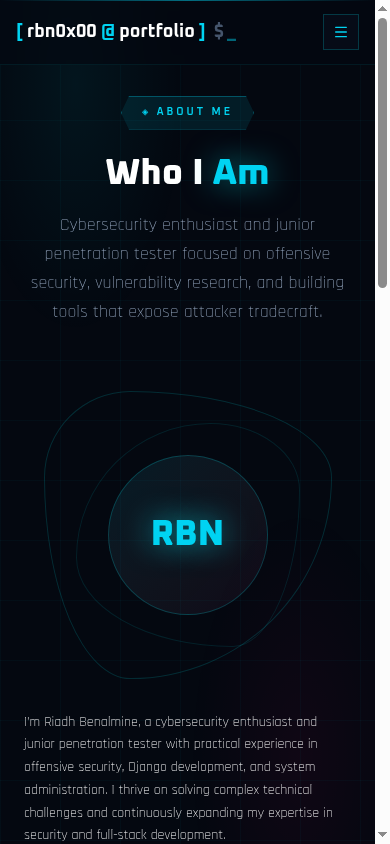 [ rbn0x00 @ portfolio ] $_
☰
◈ ABOUT ME
Who I Am
Cybersecurity enthusiast and junior
penetration tester focused on offensive
security, vulnerability research, and building
tools that expose attacker tradecraft.
RBN
I'm Riadh Benalmine, a cybersecurity enthusiast and
junior penetration tester with practical experience in
offensive security, Django development, and system
administration. I thrive on solving complex technical
challenges and continuously expanding my expertise in
security and full-stack development.